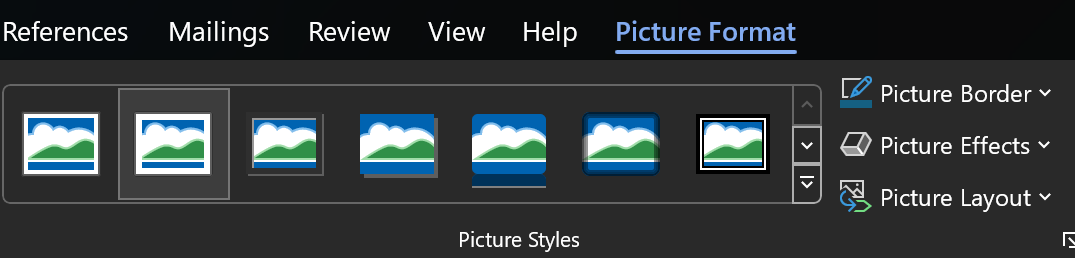 References Mailings Review View Help Picture Format
Picture Border
Picture Effects
Picture Layout
Picture Styles